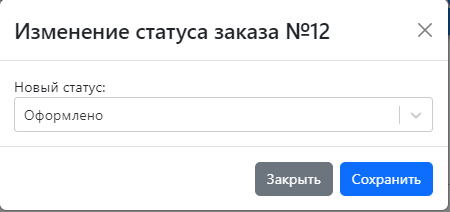 Изменение статуса заказа №12
Новый статус:
Оформлено
Закрыть
Сохранить